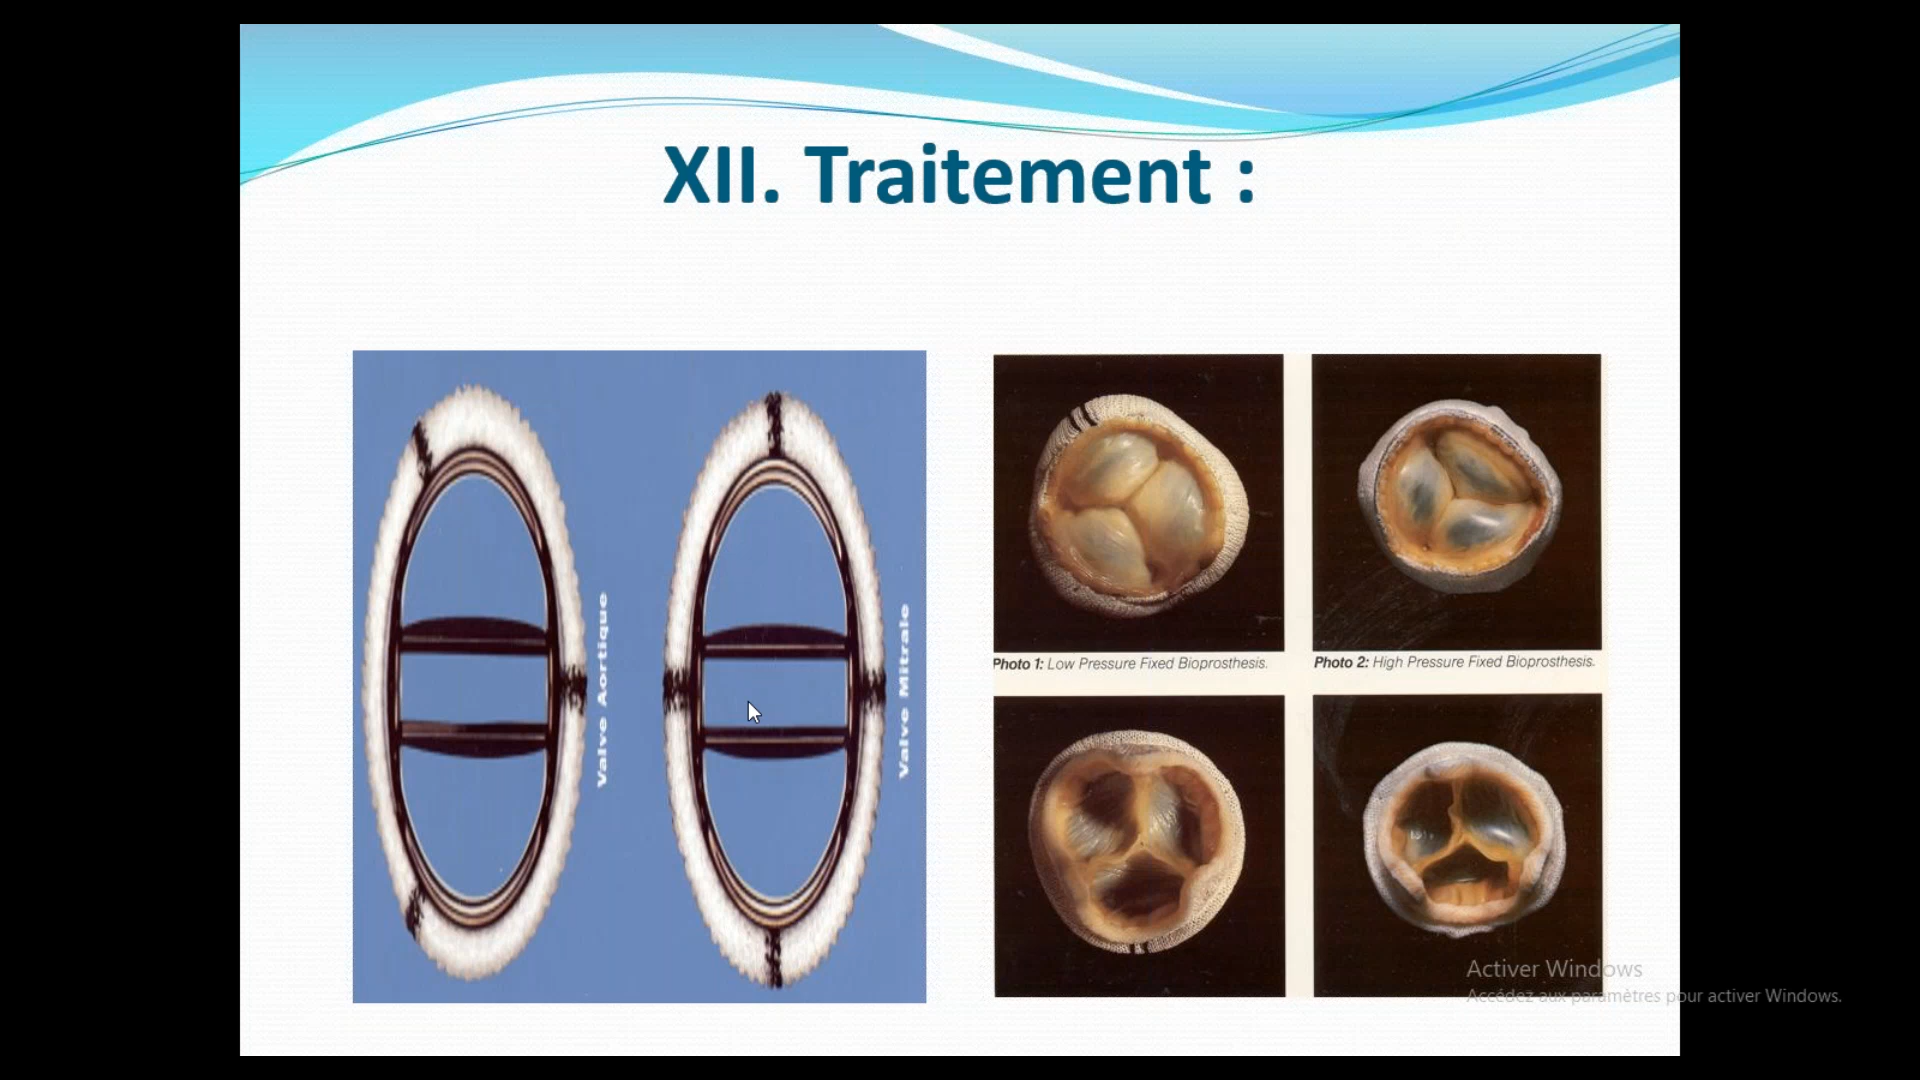 XII. Traitement :
Valve Aortique
Valve Mitrale
Photo 1: Low Pressure Fixed Bioprosthesis.
Photo 2: High Pressure Fixed Bioprosthesis.
Activer Windows
Accédez aux paramètres pour activer Windows.